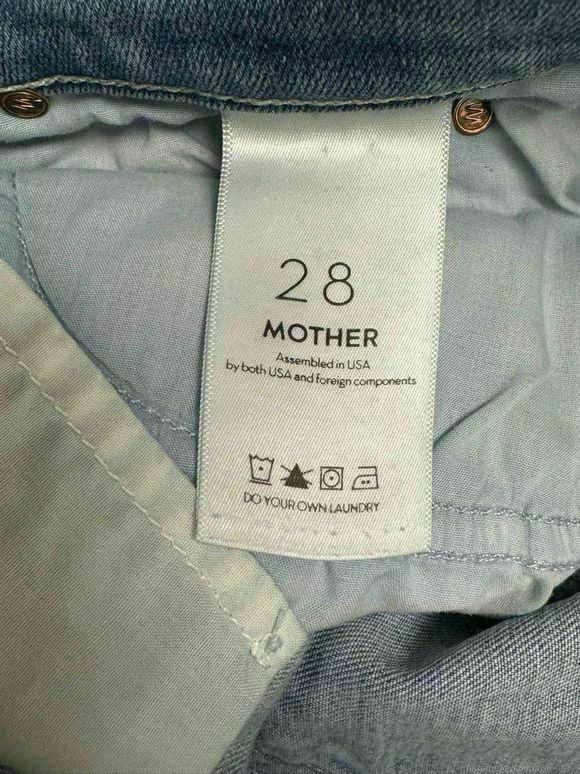 28
MOTHER
Assembled in USA
by both USA and foreign components
DO YOUR OWN LAUNDRY